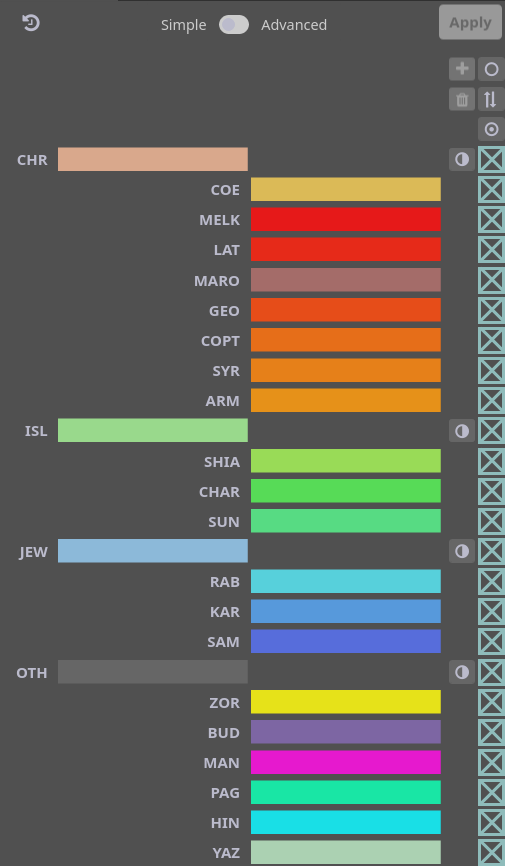 Simple Advanced Apply
CHR
COE
MELK
LAT
MARO
GEO
COPT
SYR
ARM
ISL
SHIA
CHAR
SUN
JEW
RAB
KAR
SAM
OTH
ZOR
BUD
MAN
PAG
HIN
YAZ